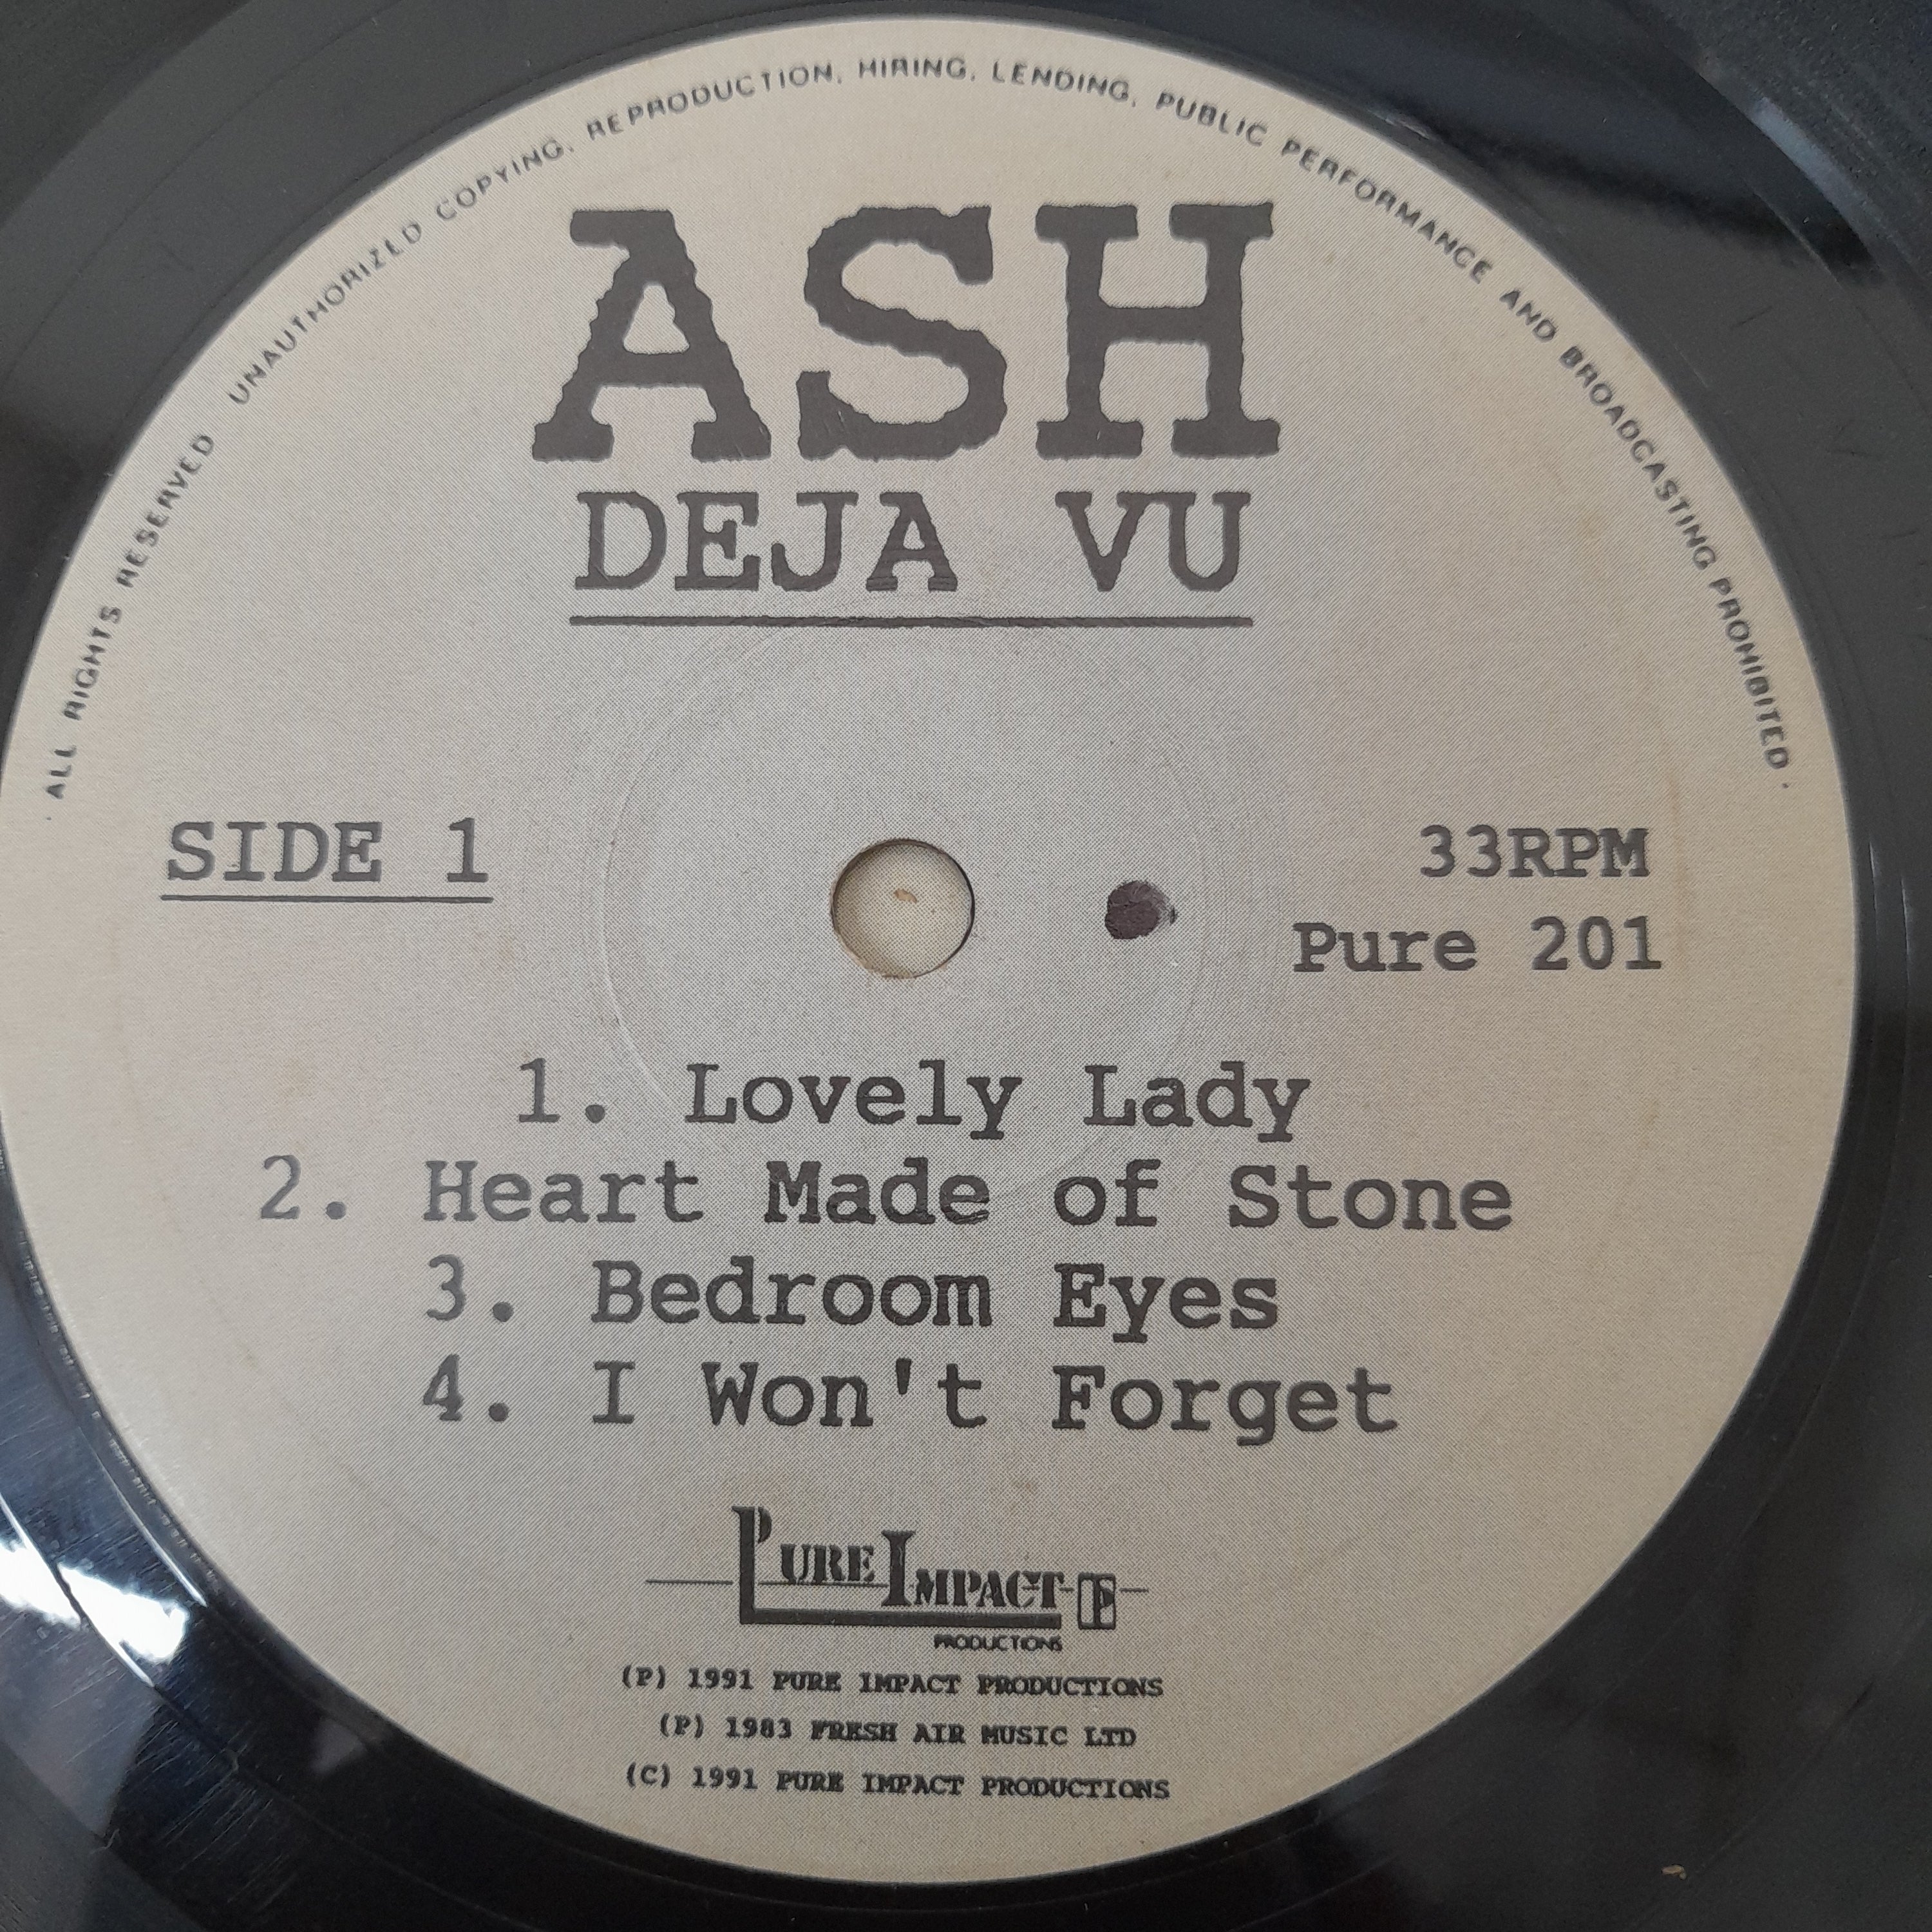 ALL RIGHTS RESERVED UNAUTHORIZED COPYING, REPRODUCTION, HIRING, LENDING, PUBLIC PERFORMANCE AND BROADCASTING PROHIBITED
ASH
DEJA VU
SIDE 1
33RPM
Pure 201
1. Lovely Lady
2. Heart Made of Stone
3. Bedroom Eyes
4. I Won't Forget
PURE IMPACT
PRODUCTIONS
(P) 1991 PURE IMPACT PRODUCTIONS
(P) 1983 FRESH AIR MUSIC LTD
(C) 1991 PURE IMPACT PRODUCTIONS